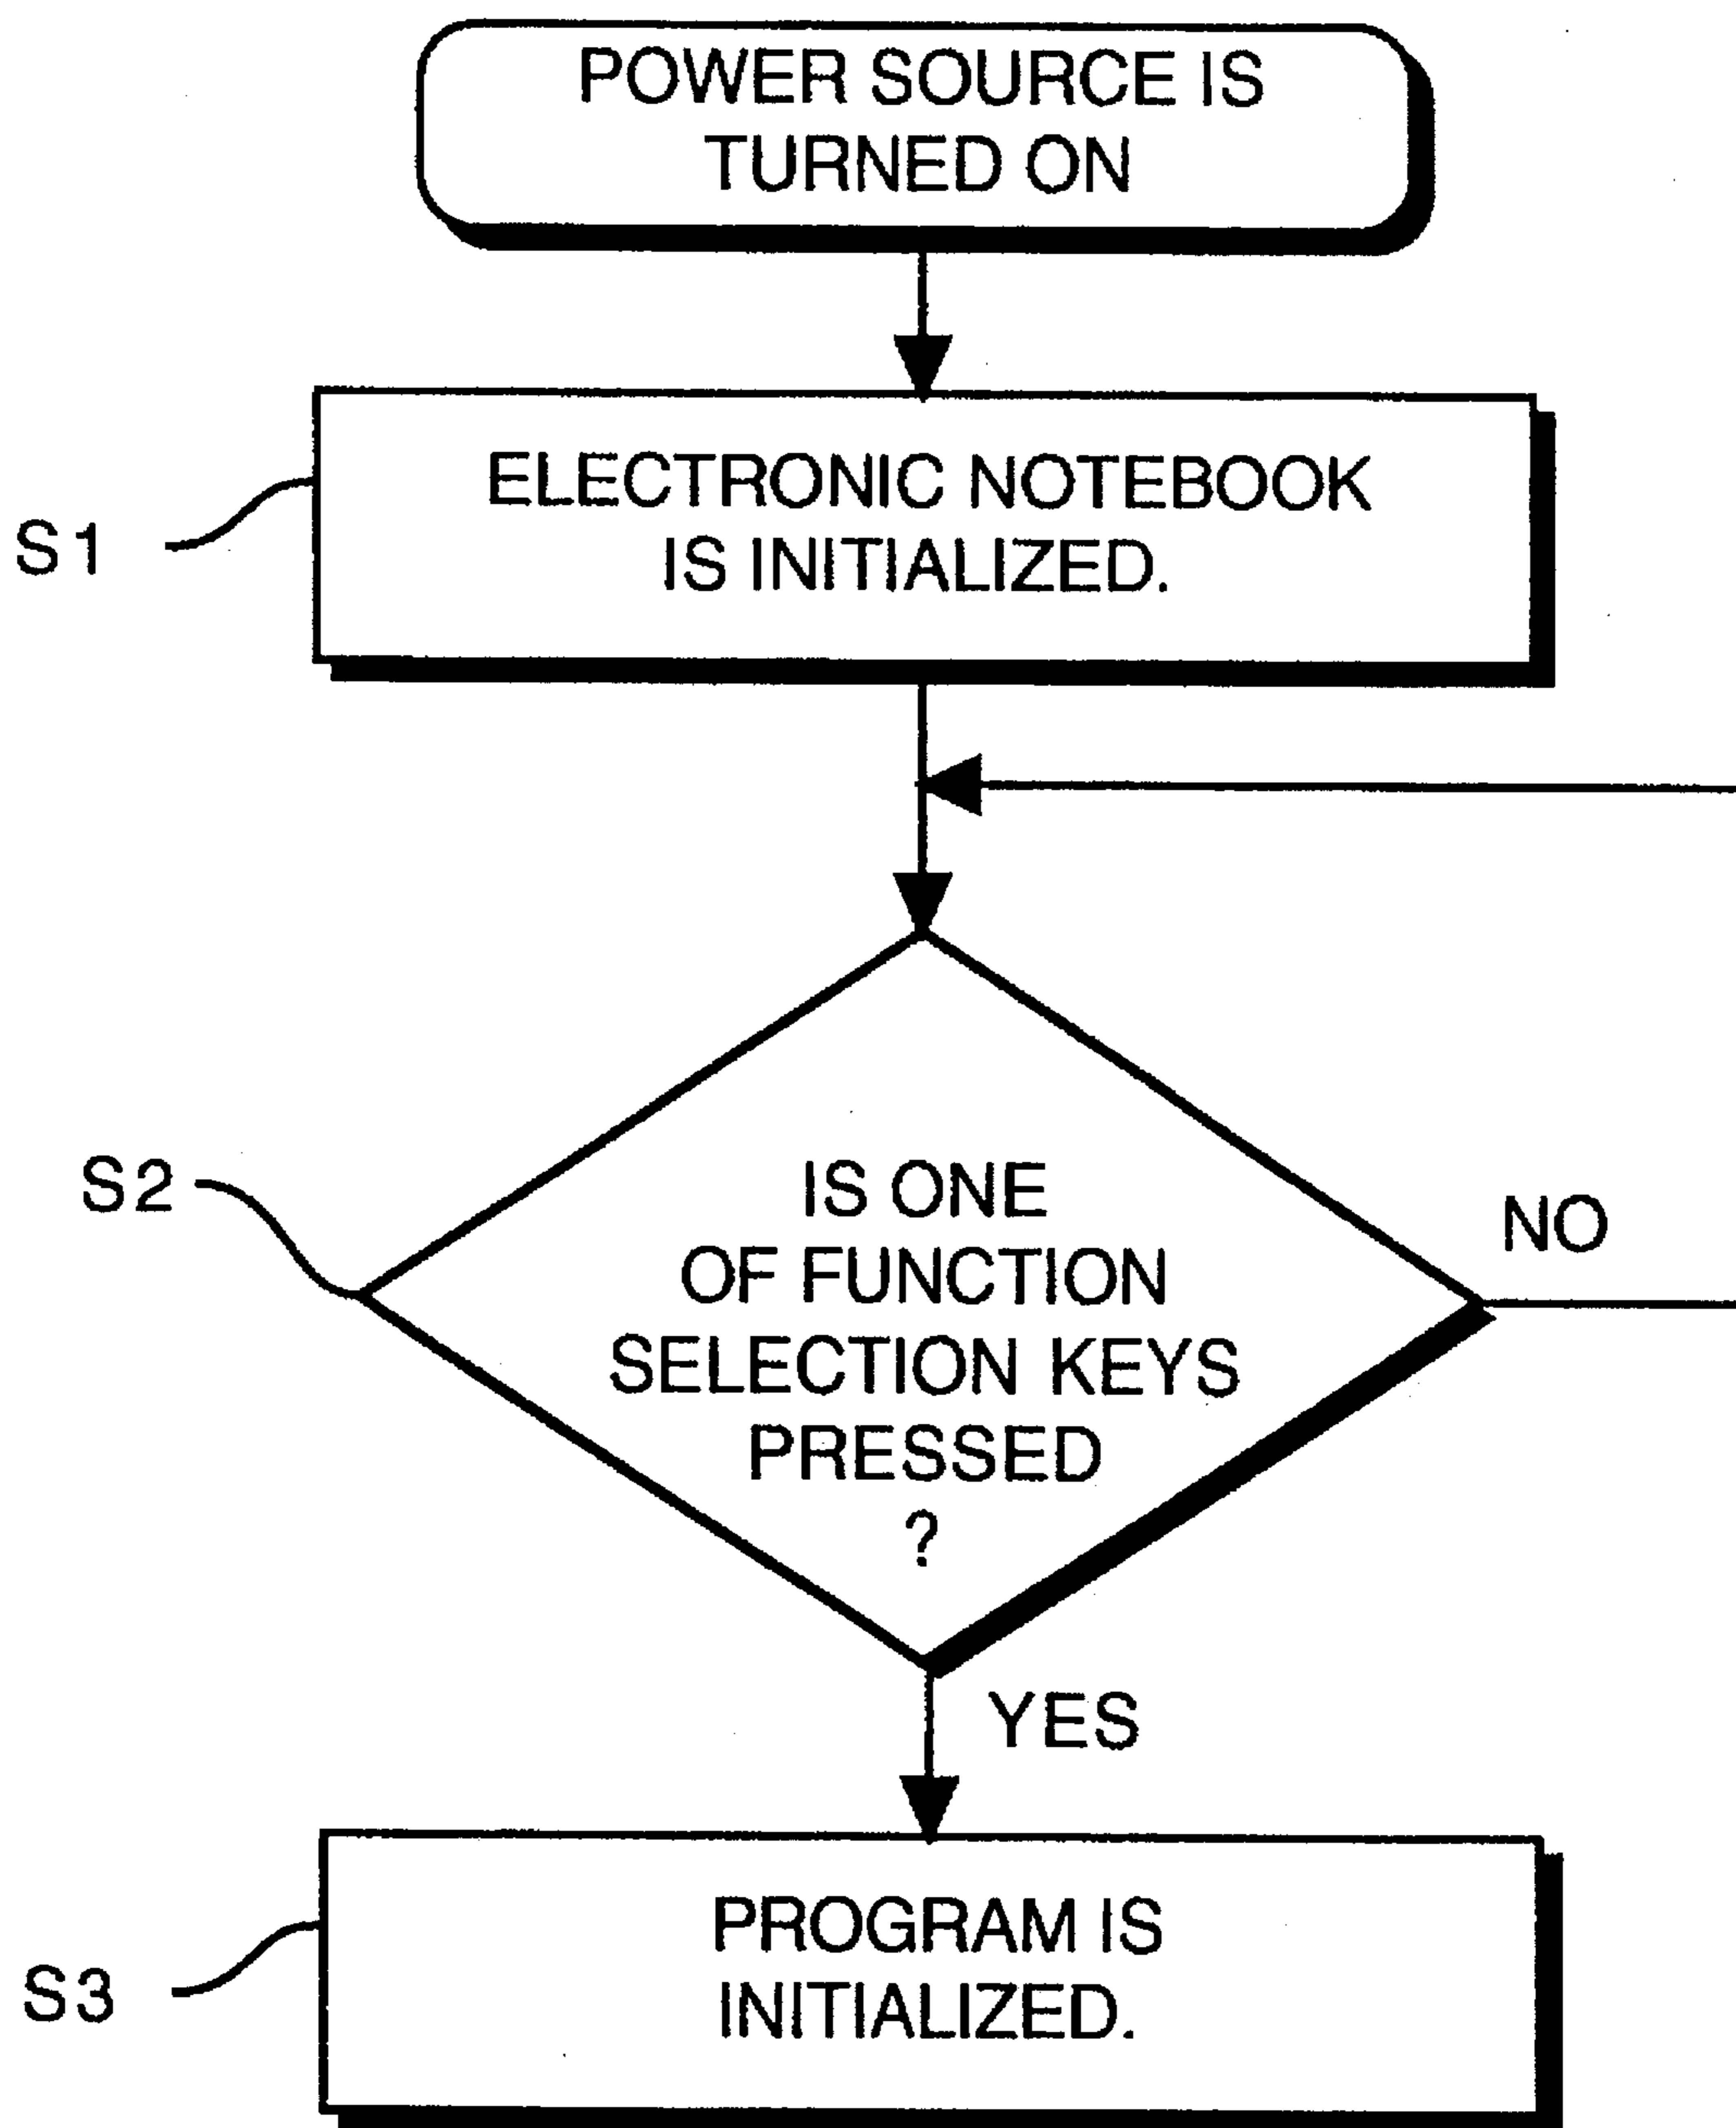 POWER SOURCE IS
TURNED ON
S1
ELECTRONIC NOTEBOOK
IS INITIALIZED.
S2
IS ONE
OF FUNCTION
SELECTION KEYS
PRESSED
?
NO
YES
S3
PROGRAM IS
INITIALIZED.